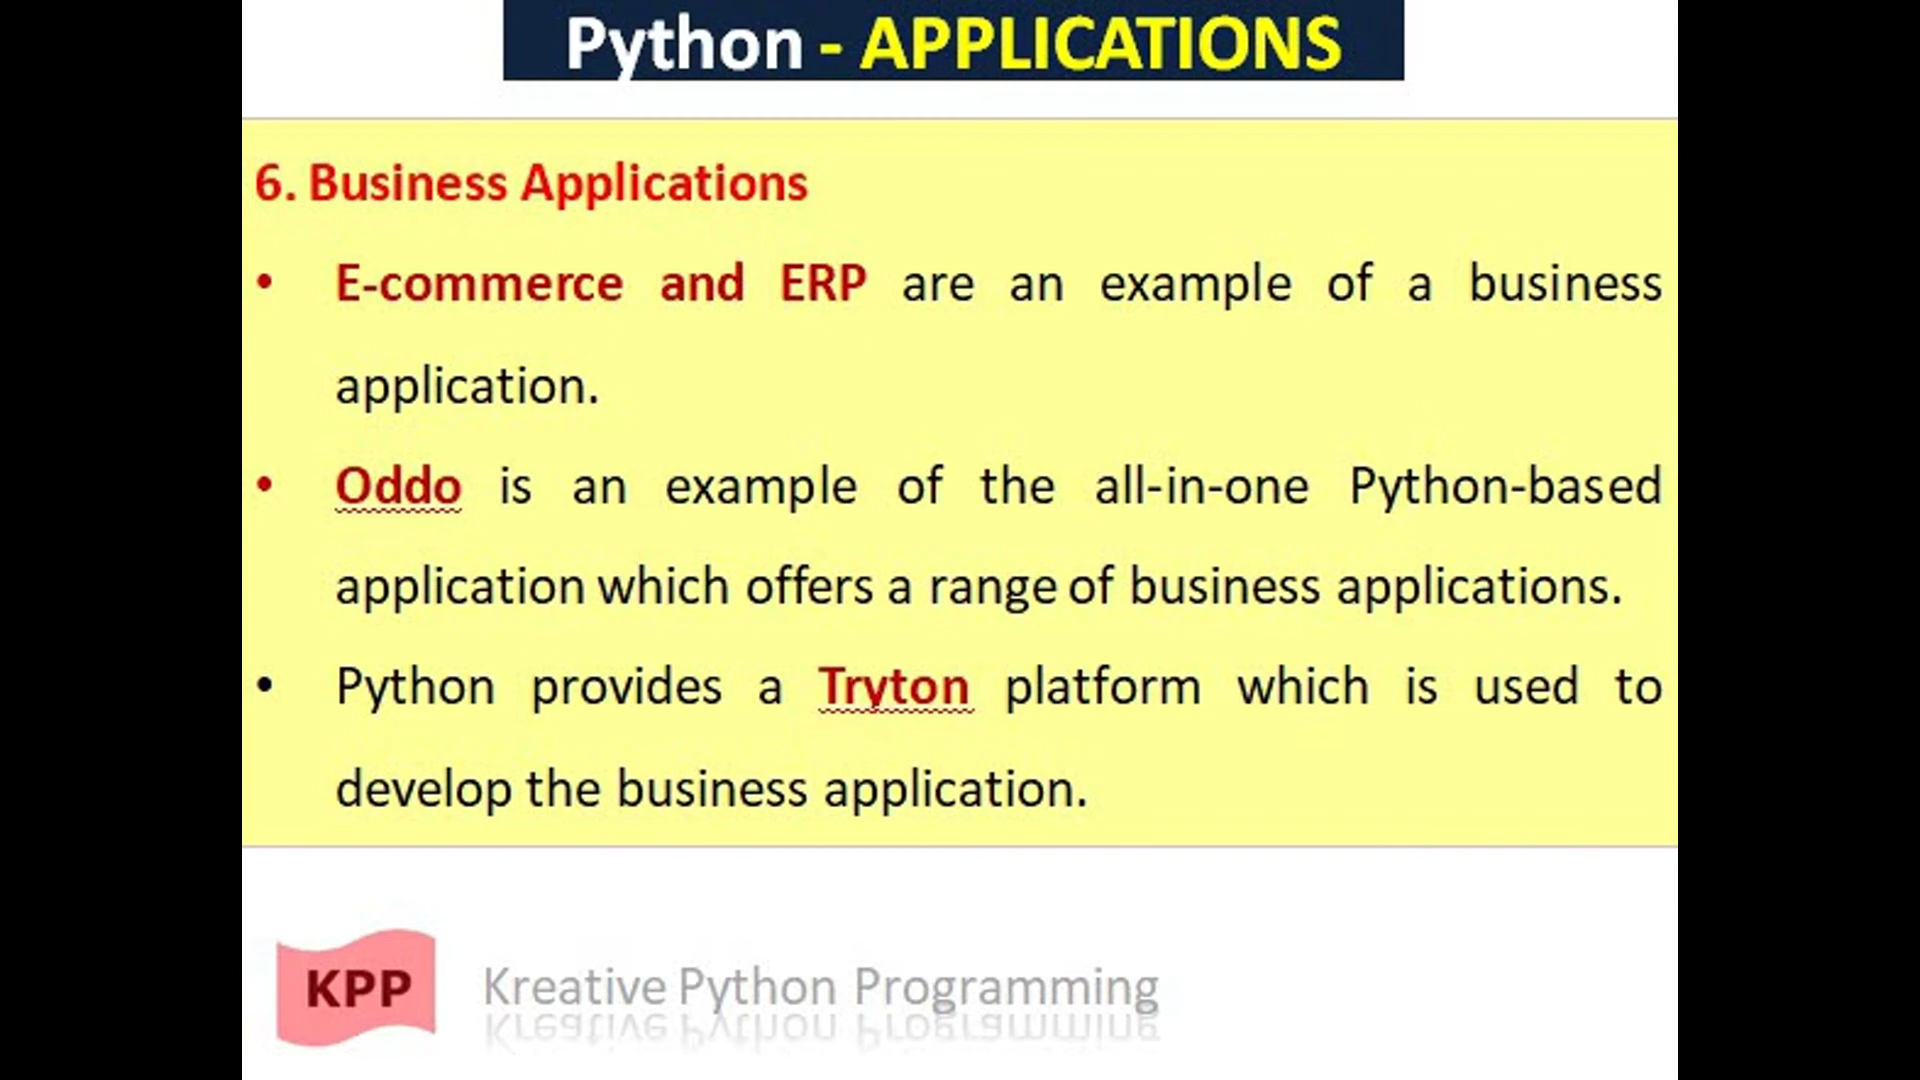 Python - APPLICATIONS
6. Business Applications
• E-commerce and ERP are an example of a business
application.
• Oddo is an example of the all-in-one Python-based
application which offers a range of business applications.
• Python provides a Tryton platform which is used to
develop the business application.
KPP
Kreative Python Programming